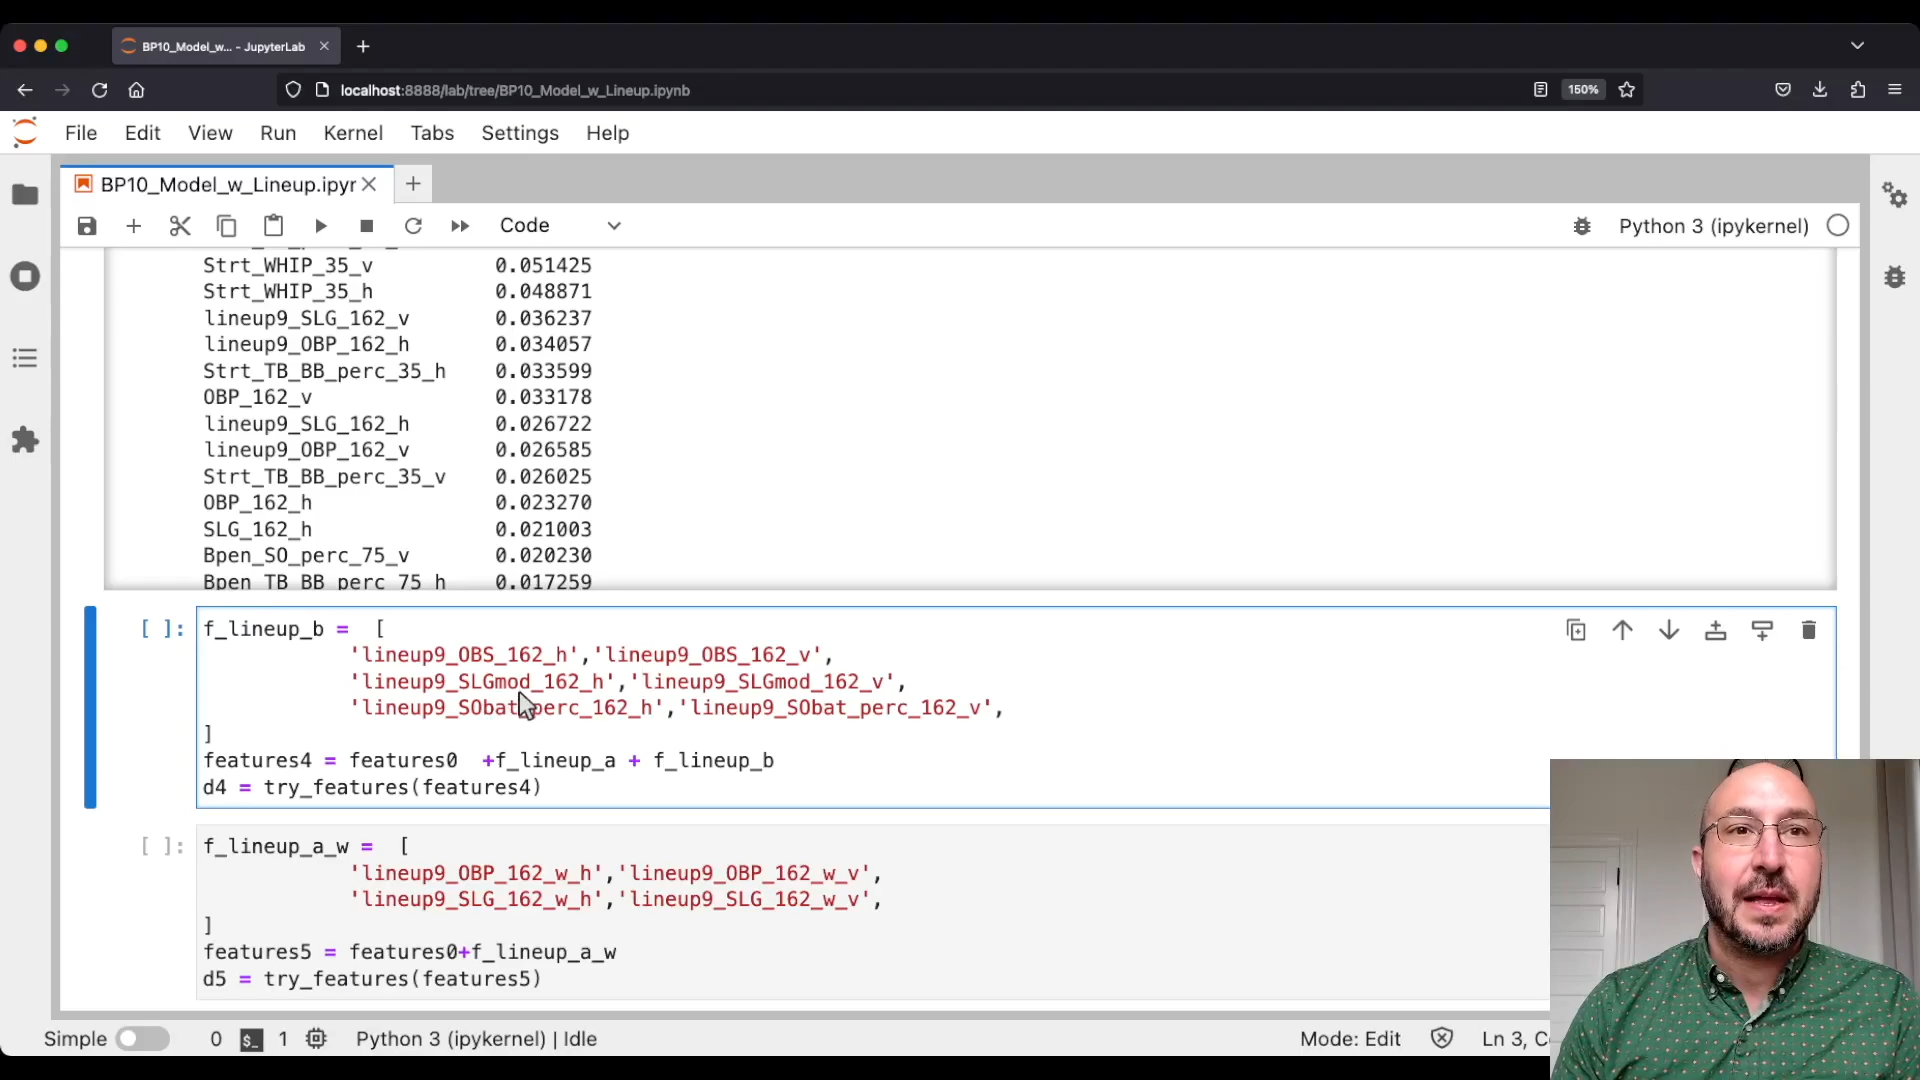 BP10_Model_w... - JupyterLab
localhost:8888/lab/tree/BP10_Model_w_Lineup.ipynb
150%
File Edit View Run Kernel Tabs Settings Help
BP10_Model_w_Lineup.ipyr
Code
Python 3 (ipykernel)
Strt_WHIP_35_v 0.051425
Strt_WHIP_35_h 0.048871
lineup9_SLG_162_v 0.036237
lineup9_OBP_162_h 0.034057
Strt_TB_BB_perc_35_h 0.033599
OBP_162_v 0.033178
lineup9_SLG_162_h 0.026722
lineup9_OBP_162_v 0.026585
Strt_TB_BB_perc_35_v 0.026025
OBP_162_h 0.023270
SLG_162_h 0.021003
Bpen_SO_perc_75_v 0.020230
Bpen_TB_BB_perc_75_h 0.017259
[ ]: f_lineup_b = [
'lineup9_OBS_162_h','lineup9_OBS_162_v',
'lineup9_SLGmod_162_h','lineup9_SLGmod_162_v',
'lineup9_SObat_perc_162_h','lineup9_SObat_perc_162_v',
]
features4 = features0 +f_lineup_a + f_lineup_b
d4 = try_features(features4)
[ ]: f_lineup_a_w = [
'lineup9_OBP_162_w_h','lineup9_OBP_162_w_v',
'lineup9_SLG_162_w_h','lineup9_SLG_162_w_v',
]
features5 = features0+f_lineup_a_w
d5 = try_features(features5)
Simple 0 $_ 1 Python 3 (ipykernel) | Idle Mode: Edit Ln 3, C